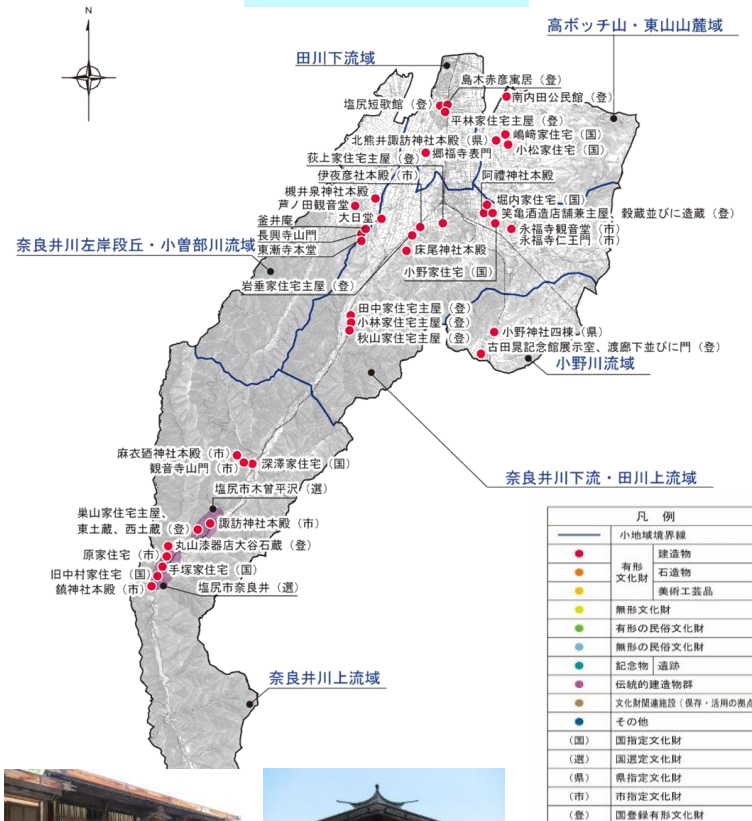 N
高ボッチ山・東山山麓域
田川下流域
島木赤彦寓居（登）
塩尻短歌館（登）
南内田公民館（登）
平林家住宅主屋（登）
嶋﨑家住宅（国）
北熊井諏訪神社本殿（県）
小松家住宅（国）
郷福寺表門
荻上家住宅主屋（登）
伊夜彦社本殿（市）
阿禮神社本殿
槻井泉神社本殿
芦ノ田観音堂
堀内家住宅（国）
笑亀酒造店舗兼主屋、穀蔵並びに造蔵（登）
大日堂
釜井庵
長興寺山門
東漸寺本堂
永福寺観音堂（市）
永福寺仁王門（市）
奈良井川左岸段丘・小曽部川流域
床尾神社本殿
小野家住宅（国）
岩垂家住宅主屋（登）
田中家住宅主屋（登）
小林家住宅主屋（登）
秋山家住宅主屋（登）
小野神社四棟（県）
古田晃記念館展示室、渡廊下並びに門（登）
小野川流域
麻衣廼神社本殿（市）
観音寺山門（市）
深澤家住宅（国）
奈良井川下流・田川上流域
塩尻市木曽平沢（選）
巣山家住宅主屋、
東土蔵、西土蔵（登）
諏訪神社本殿（市）
丸山漆器店大谷石蔵（登）
原家住宅（市）
手塚家住宅（国）
旧中村家住宅（国）
鎮神社本殿（市）
塩尻市奈良井（選）
奈良井川上流域
凡 例
小地域境界線
有形
文化財
建造物
石造物
美術工芸品
無形文化財
有形の民俗文化財
無形の民俗文化財
記念物 遺跡
伝統的建造物群
文化財関連施設（保存・活用の拠点
その他
（国） 国指定文化財
（選） 国選定文化財
（県） 県指定文化財
（市） 市指定文化財
（登） 国登録有形文化財